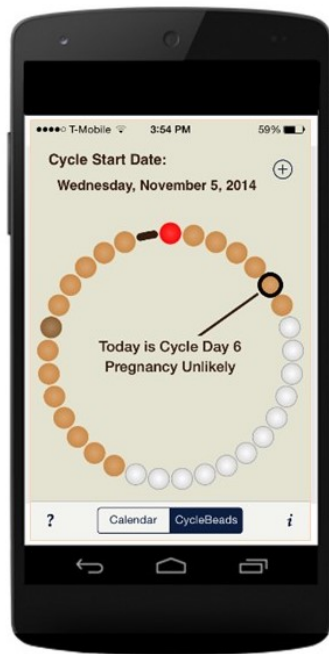 T-Mobile 3:54 PM 59%
Cycle Start Date:
Wednesday, November 5, 2014
Today is Cycle Day 6
Pregnancy Unlikely
? Calendar CycleBeads i